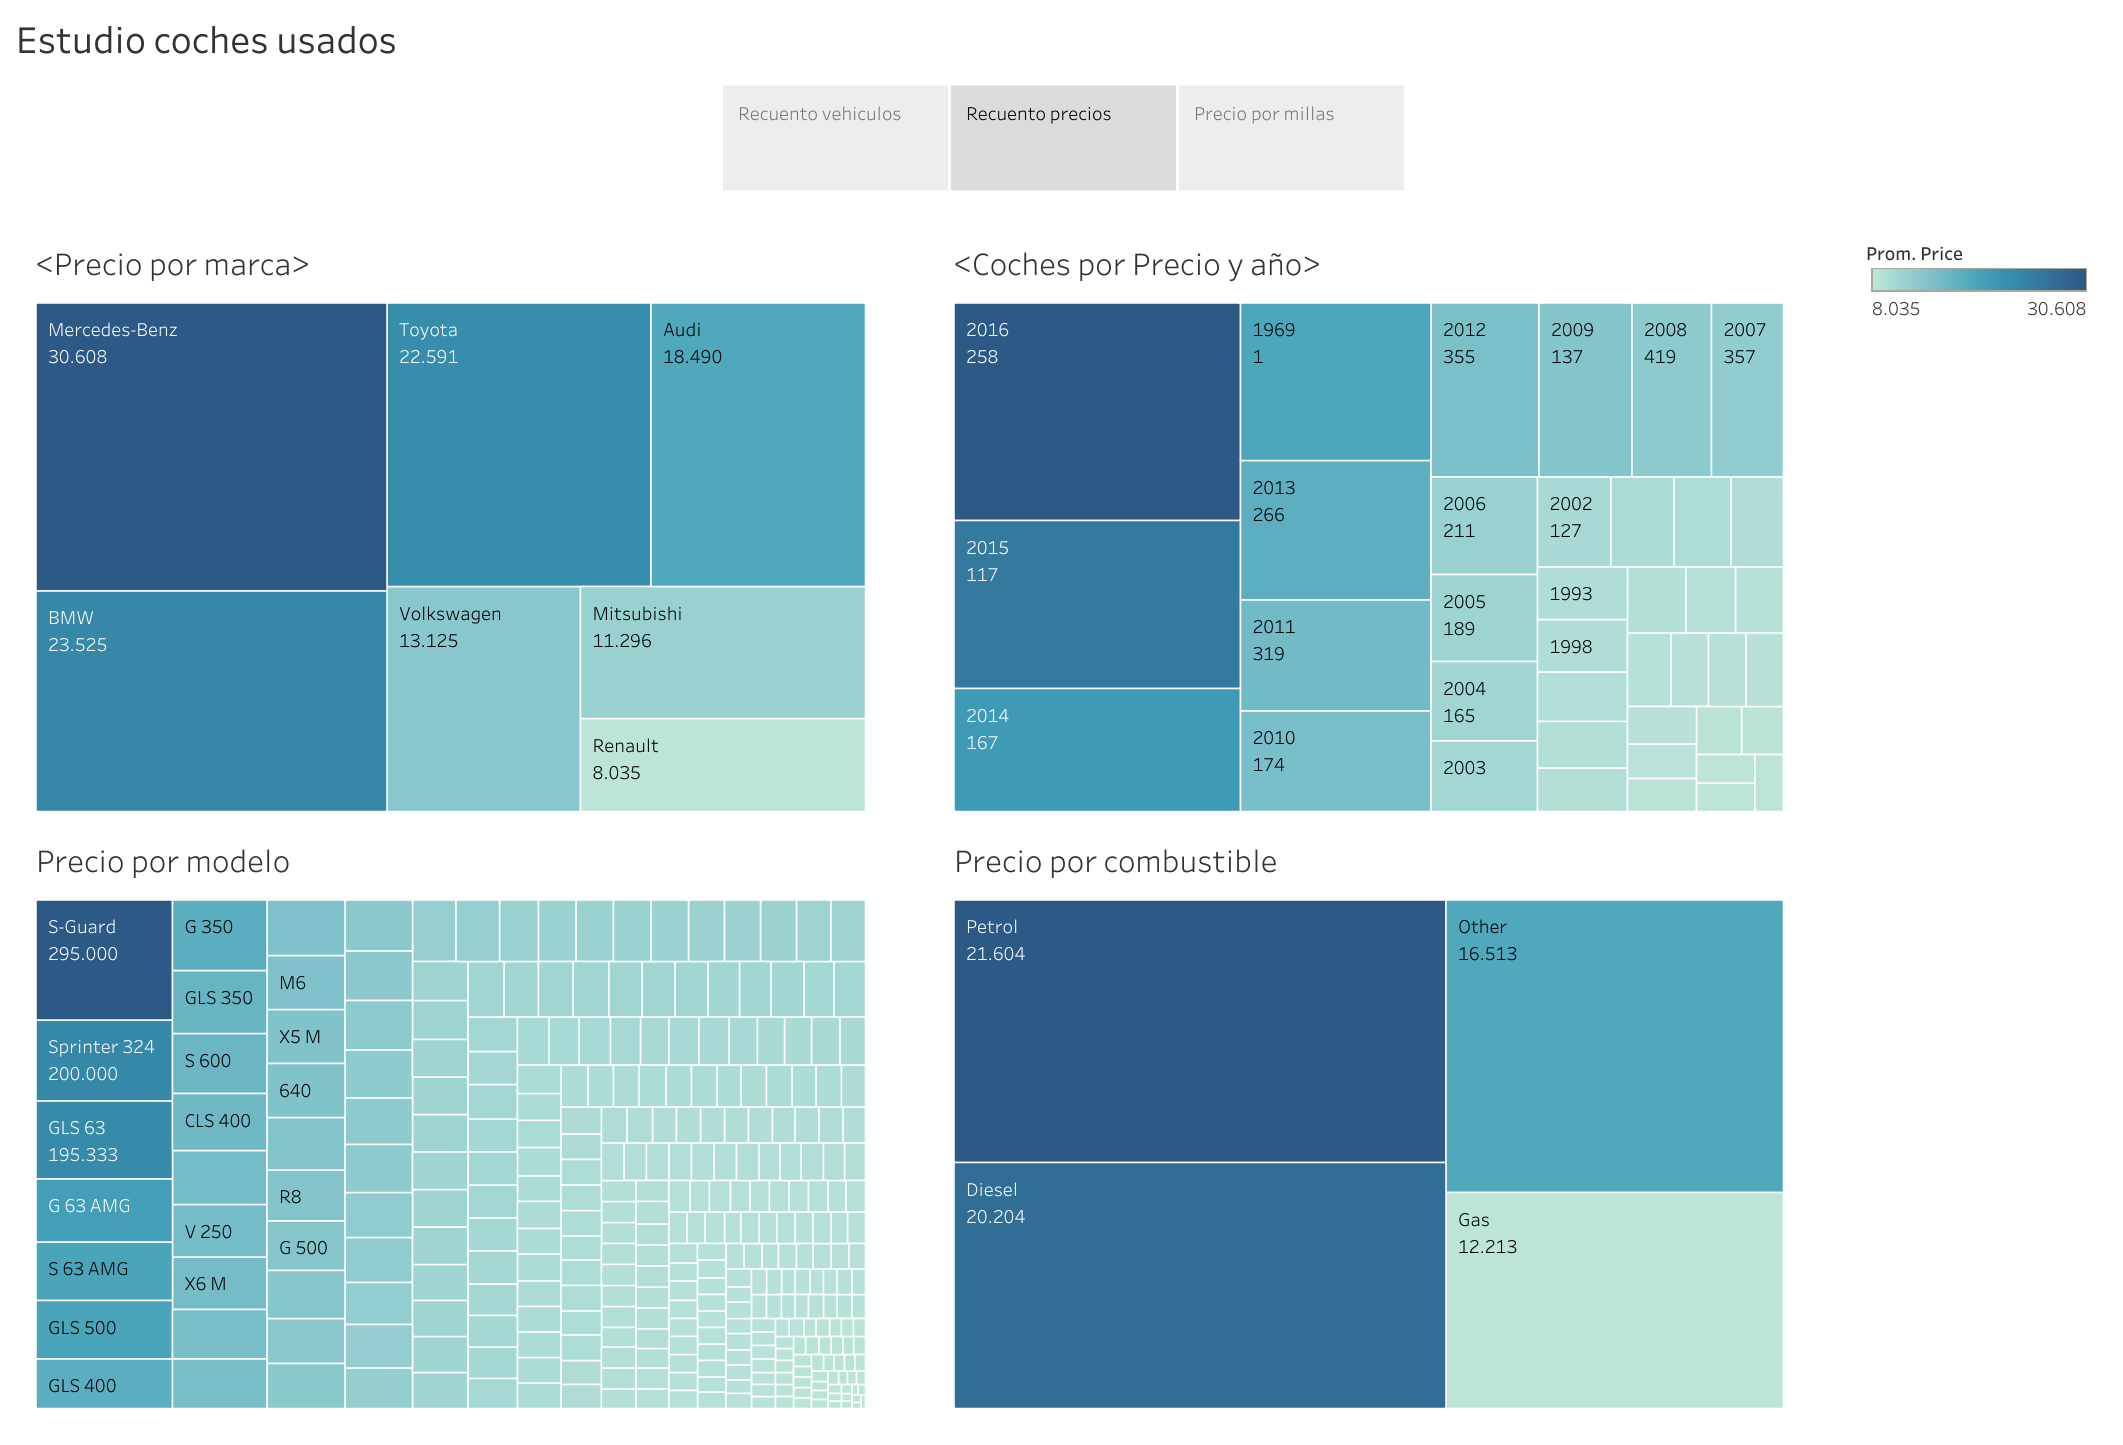 Estudio coches usados
Recuento vehiculos
Recuento precios
Precio por millas
<Precio por marca>
Mercedes-Benz
30.608
Toyota
22.591
Audi
18.490
BMW
23.525
Volkswagen
13.125
Mitsubishi
11.296
Renault
8.035
<Coches por Precio y año>
2016
258
1969
1
2012
355
2009
137
2008
419
2007
357
2015
117
2013
266
2006
211
2002
127
2014
167
2011
319
2005
189
1993
1998
2010
174
2004
165
2003
Prom. Price
8.035
30.608
Precio por modelo
S-Guard
295.000
Sprinter 324
200.000
GLS 63
195.333
G 63 AMG
S 63 AMG
GLS 500
GLS 400
G 350
GLS 350
S 600
CLS 400
V 250
X6 M
M6
X5 M
640
R8
G 500
Precio por combustible
Petrol
21.604
Other
16.513
Diesel
20.204
Gas
12.213